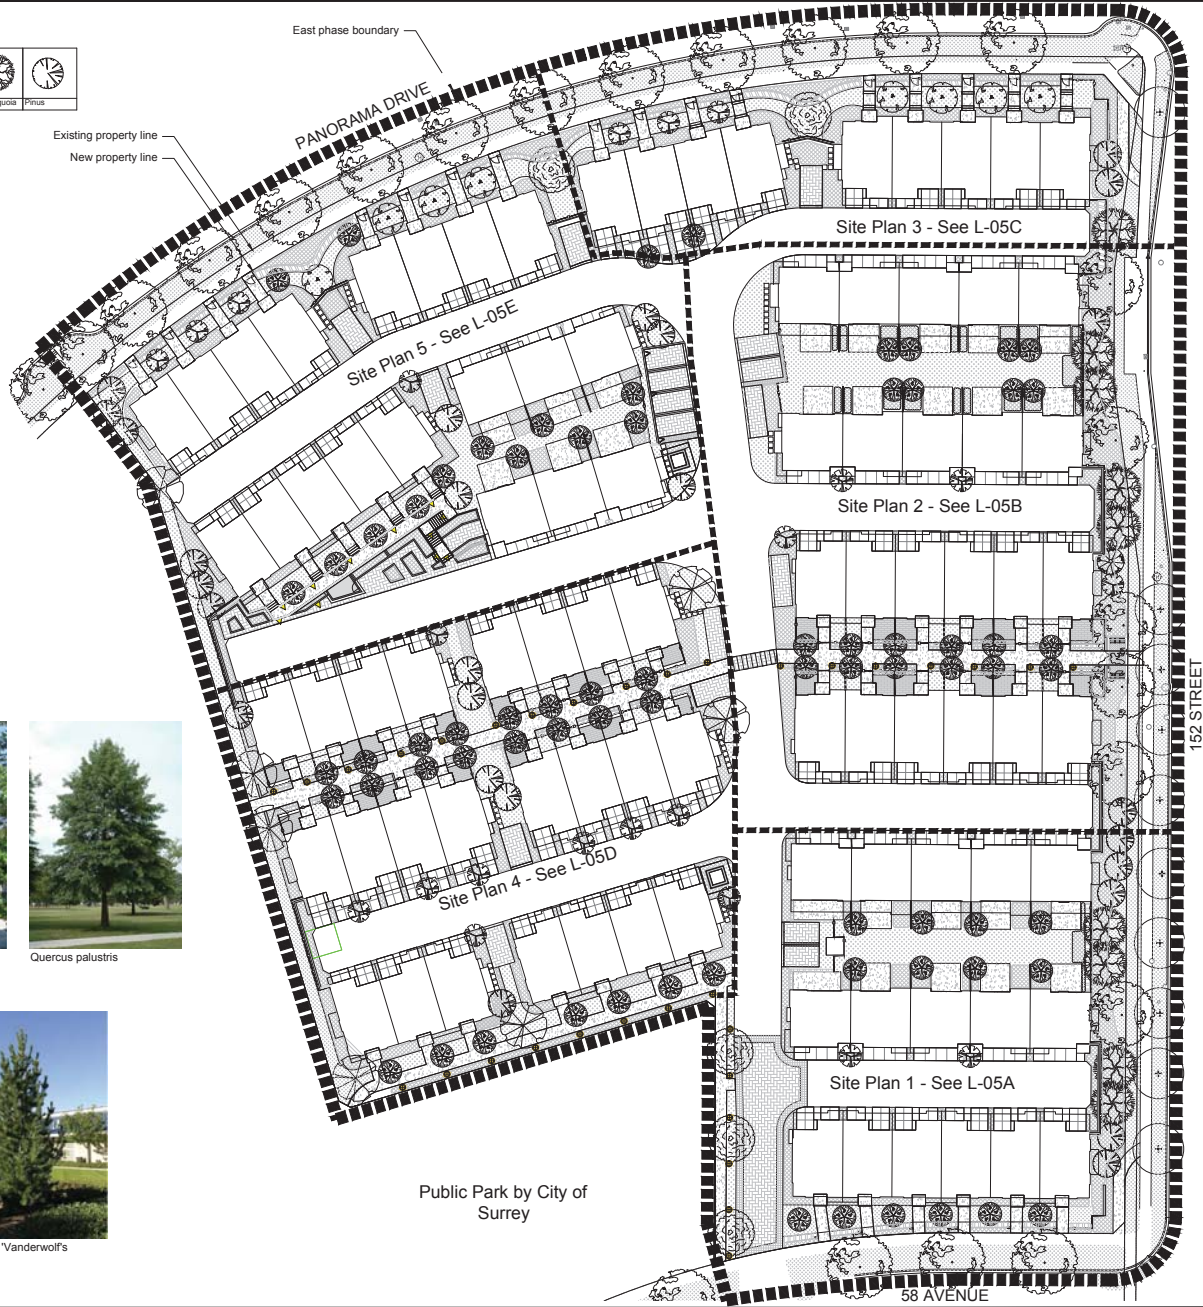 East phase boundary
Pinus
PANORAMA DRIVE
Existing property line
New property line
Site Plan 3 - See L-05C
Site Plan 5 - See L-05E
Site Plan 2 - See L-05B
152 STREET
Site Plan 4 - See L-05D
Quercus palustris
Site Plan 1 - See L-05A
Public Park by City of
Surrey
'Vanderwolf's
58 AVENUE